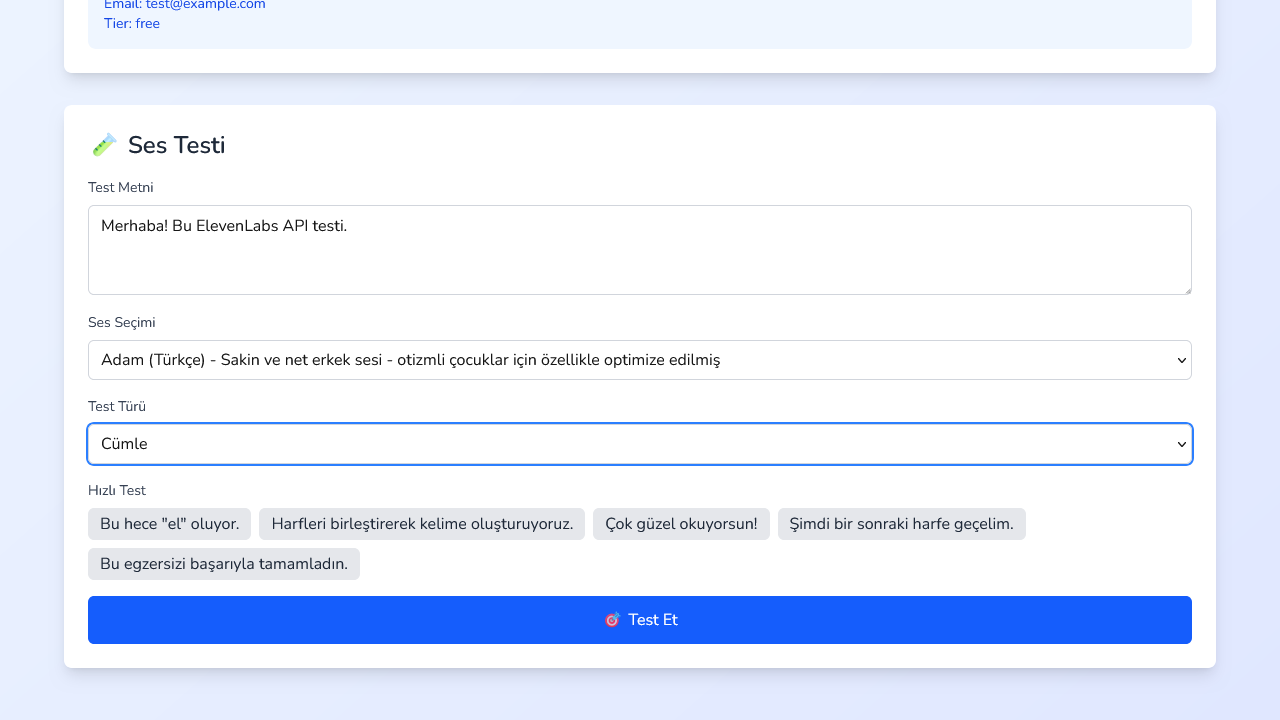 Email: test@example.com
Tier: free
Ses Testi
Test Metni
Merhaba! Bu ElevenLabs API testi.
Ses Seçimi
Adam (Türkçe) - Sakin ve net erkek sesi - otizmli çocuklar için özellikle optimize edilmiş
Test Türü
Cümle
Hızlı Test
Bu hece "el" oluyor. Harfleri birleştirerek kelime oluşturuyoruz. Çok güzel okuyorsun! Şimdi bir sonraki harfe geçelim.
Bu egzersizi başarıyla tamamladın.
Test Et